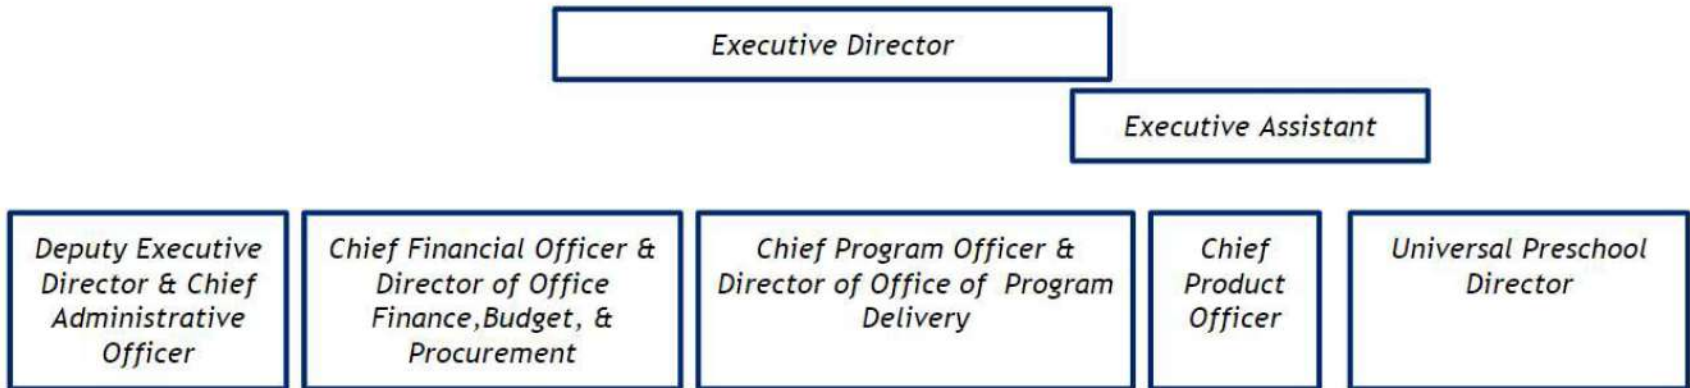 Executive Director
Executive Assistant
Deputy Executive
Director & Chief
Administrative
Officer
Chief Financial Officer &
Director of Office
Finance,Budget, &
Procurement
Chief Program Officer &
Director of Office of  Program
Delivery
Chief
Product
Officer
Universal Preschool
Director